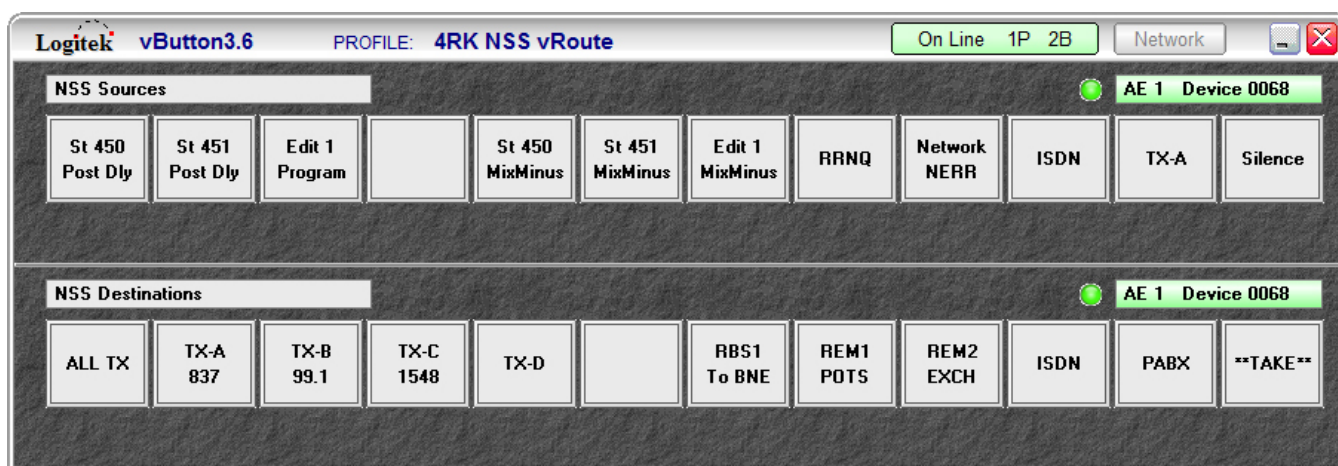 Logitek vButton3.6 PROFILE: 4RK NSS vRoute On Line 1P 2B Network
NSS Sources AE 1 Device 0068
St 450 St 451 Edit 1 St 450 St 451 Edit 1 RRNQ Network ISDN TX-A Silence
Post Dly Post Dly Program MixMinus MixMinus MixMinus NERR
NSS Destinations AE 1 Device 0068
ALL TX TX-A TX-B TX-C TX-D RBS1 REM1 REM2 ISDN PABX **TAKE**
837 99.1 1548 To BNE POTS EXCH